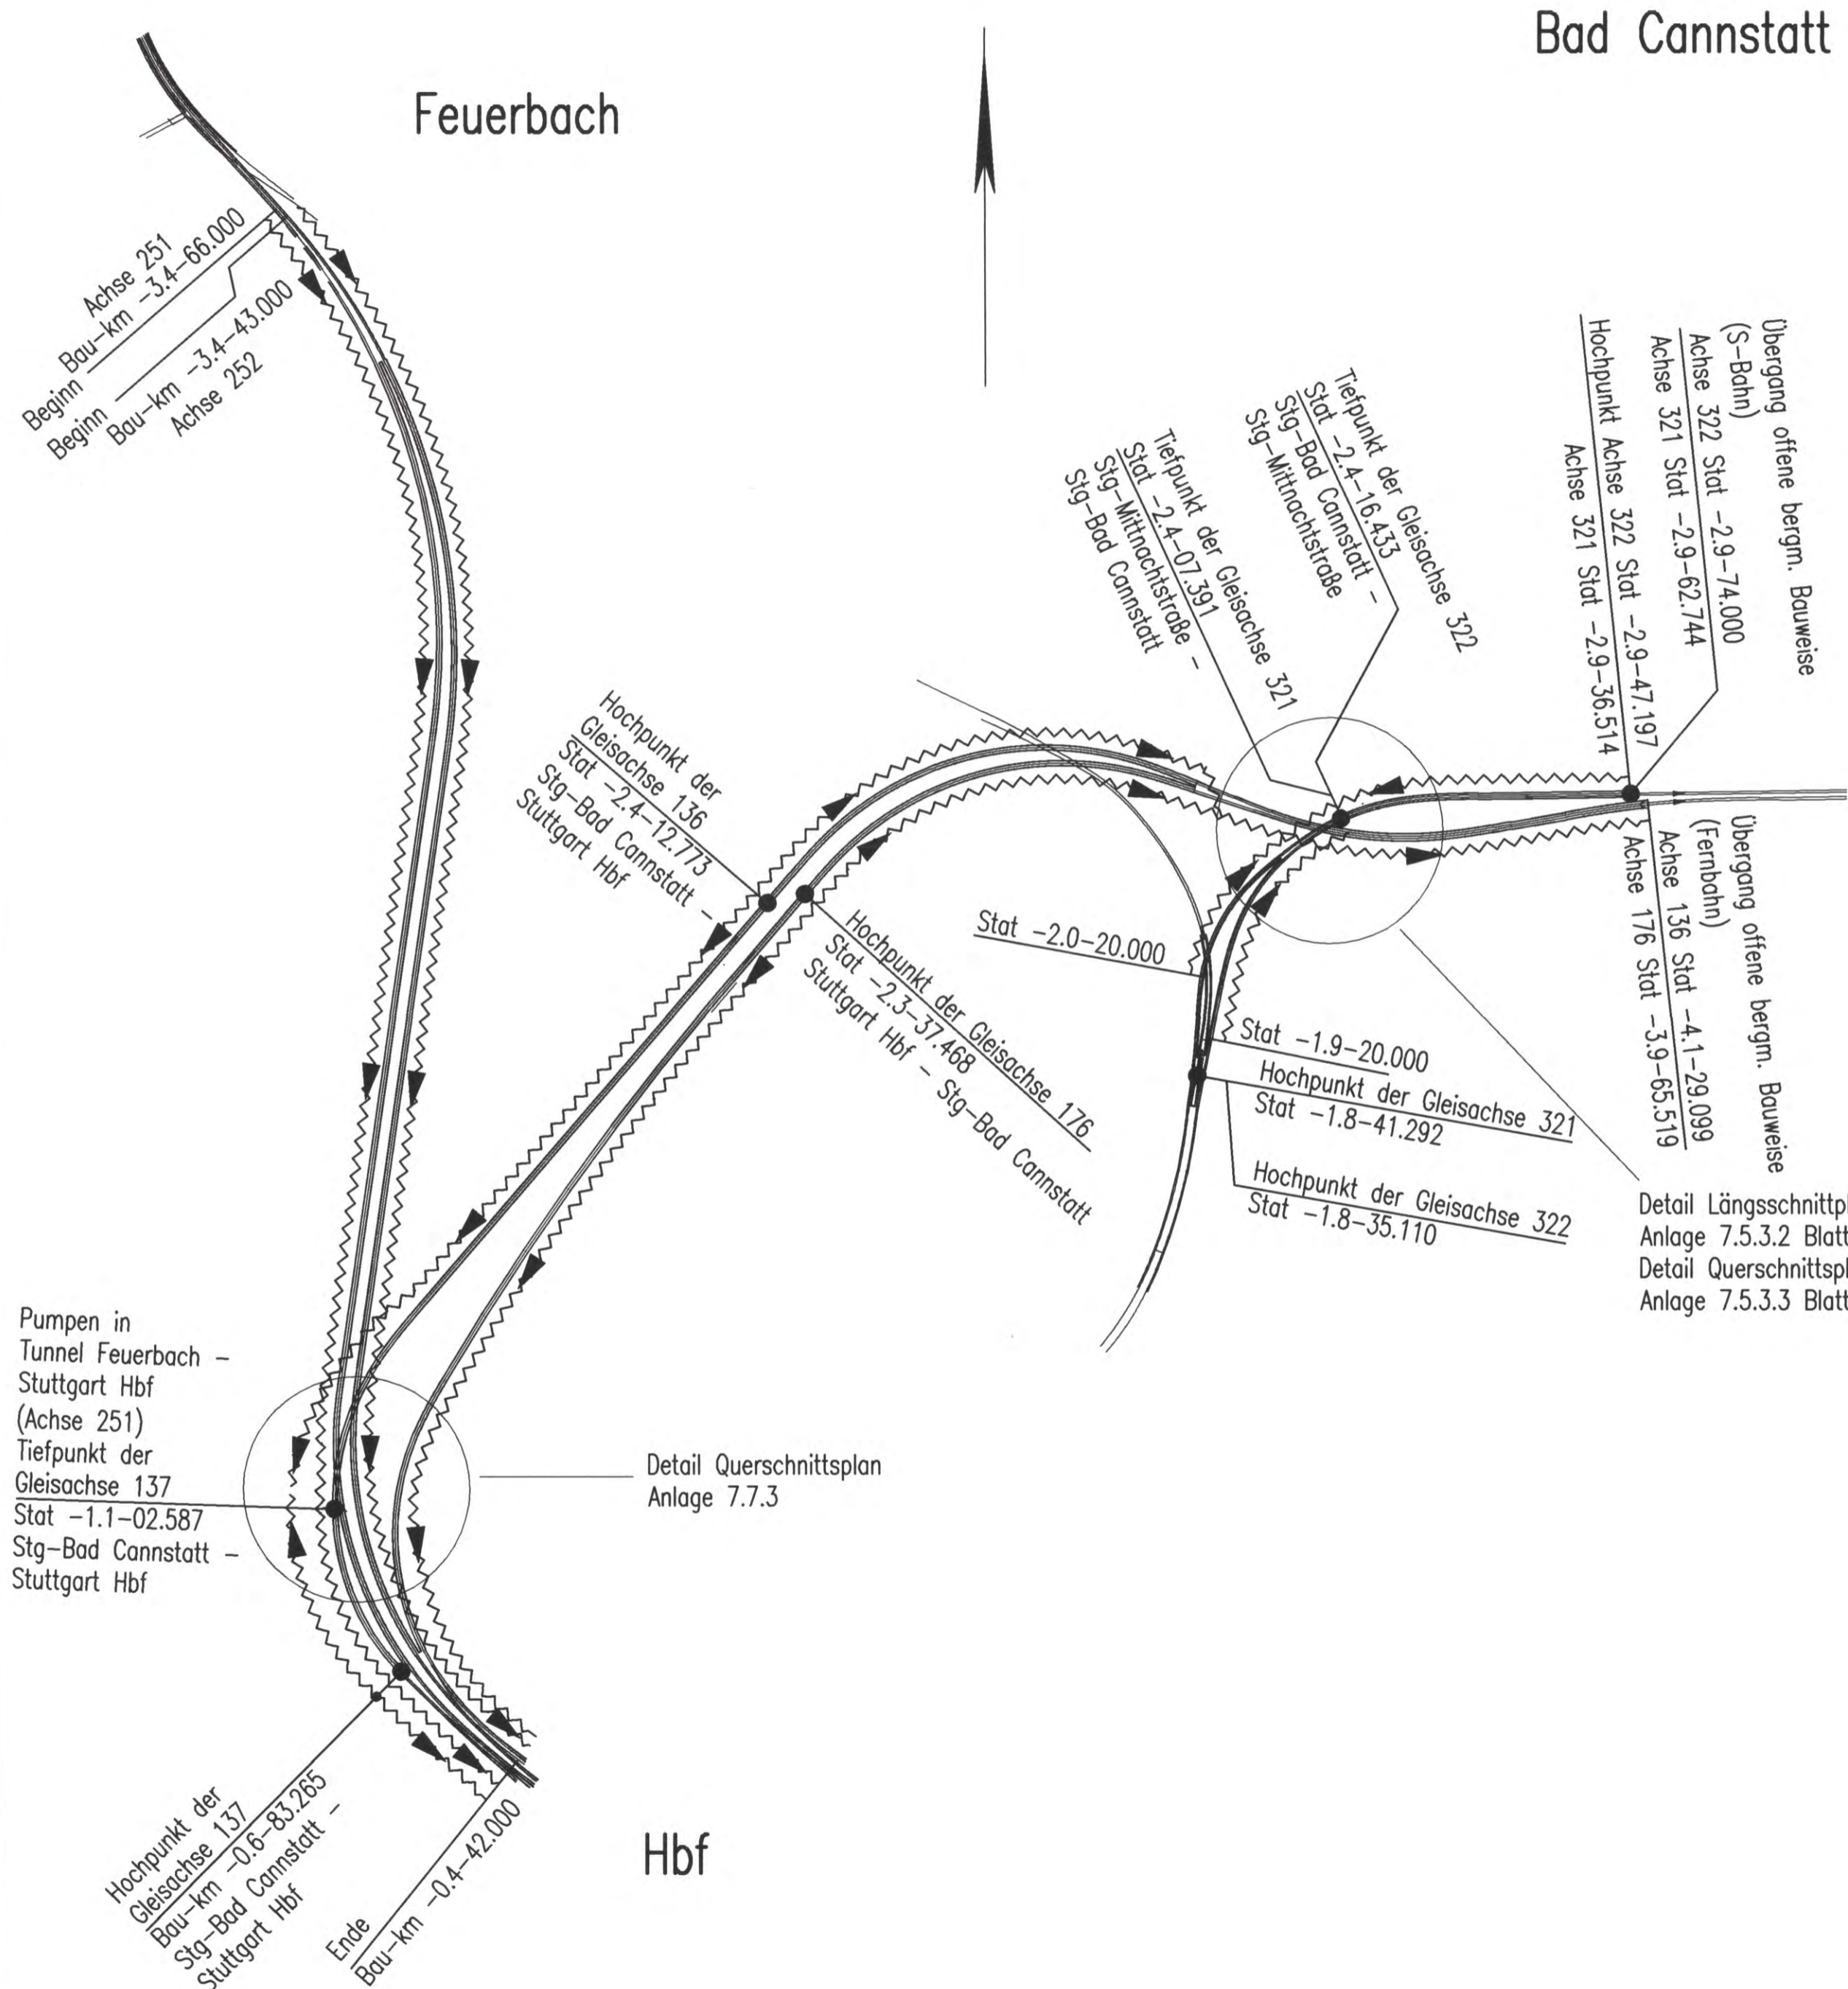 Bad Cannstatt
Feuerbach
Achse 251
Bau-km -3.4-66.000
Beginn
Beginn
Bau-km -3.4-43.000
Achse 252
Übergang offene bergm. Bauweise
(S-Bahn)
Achse 322 Stat -2.9-74.000
Achse 321 Stat -2.9-62.744
Hochpunkt Achse 322 Stat -2.9-47.197
Achse 321 Stat -2.9-36.514
Tiefpunkt der Gleisachse 322
Stat -2.4-16.433
Stg-Bad Cannstatt -
Stg-Mittnachtstraße
Tiefpunkt der Gleisachse 321
Stat -2.4-07.391
Stg-Mittnachtstraße -
Stg-Bad Cannstatt
Hochpunkt der
Gleisachse 136
Stat -2.4-12.773
Stg-Bad Cannstatt -
Stuttgart Hbf
Hochpunkt der Gleisachse 176
Stat -2.3-37.468
Stuttgart Hbf - Stg-Bad Cannstatt
Stat -2.0-20.000
Stat -1.9-20.000
Hochpunkt der Gleisachse 321
Stat -1.8-41.292
Hochpunkt der Gleisachse 322
Stat -1.8-35.110
Übergang offene bergm. Bauweise
(Fernbahn)
Achse 136 Stat -4.1-29.099
Achse 176 Stat -3.9-65.519
Detail Längsschnittpl
Anlage 7.5.3.2 Blatt
Detail Querschnittspl
Anlage 7.5.3.3 Blatt
Pumpen in
Tunnel Feuerbach -
Stuttgart Hbf
(Achse 251)
Tiefpunkt der
Gleisachse 137
Stat -1.1-02.587
Stg-Bad Cannstatt -
Stuttgart Hbf
Detail Querschnittsplan
Anlage 7.7.3
Hochpunkt der
Gleisachse 137
Bau-km -0.6-83.265
Stg-Bad Cannstatt -
Stuttgart Hbf
Ende
Bau-km -0.4-42.000
Hbf